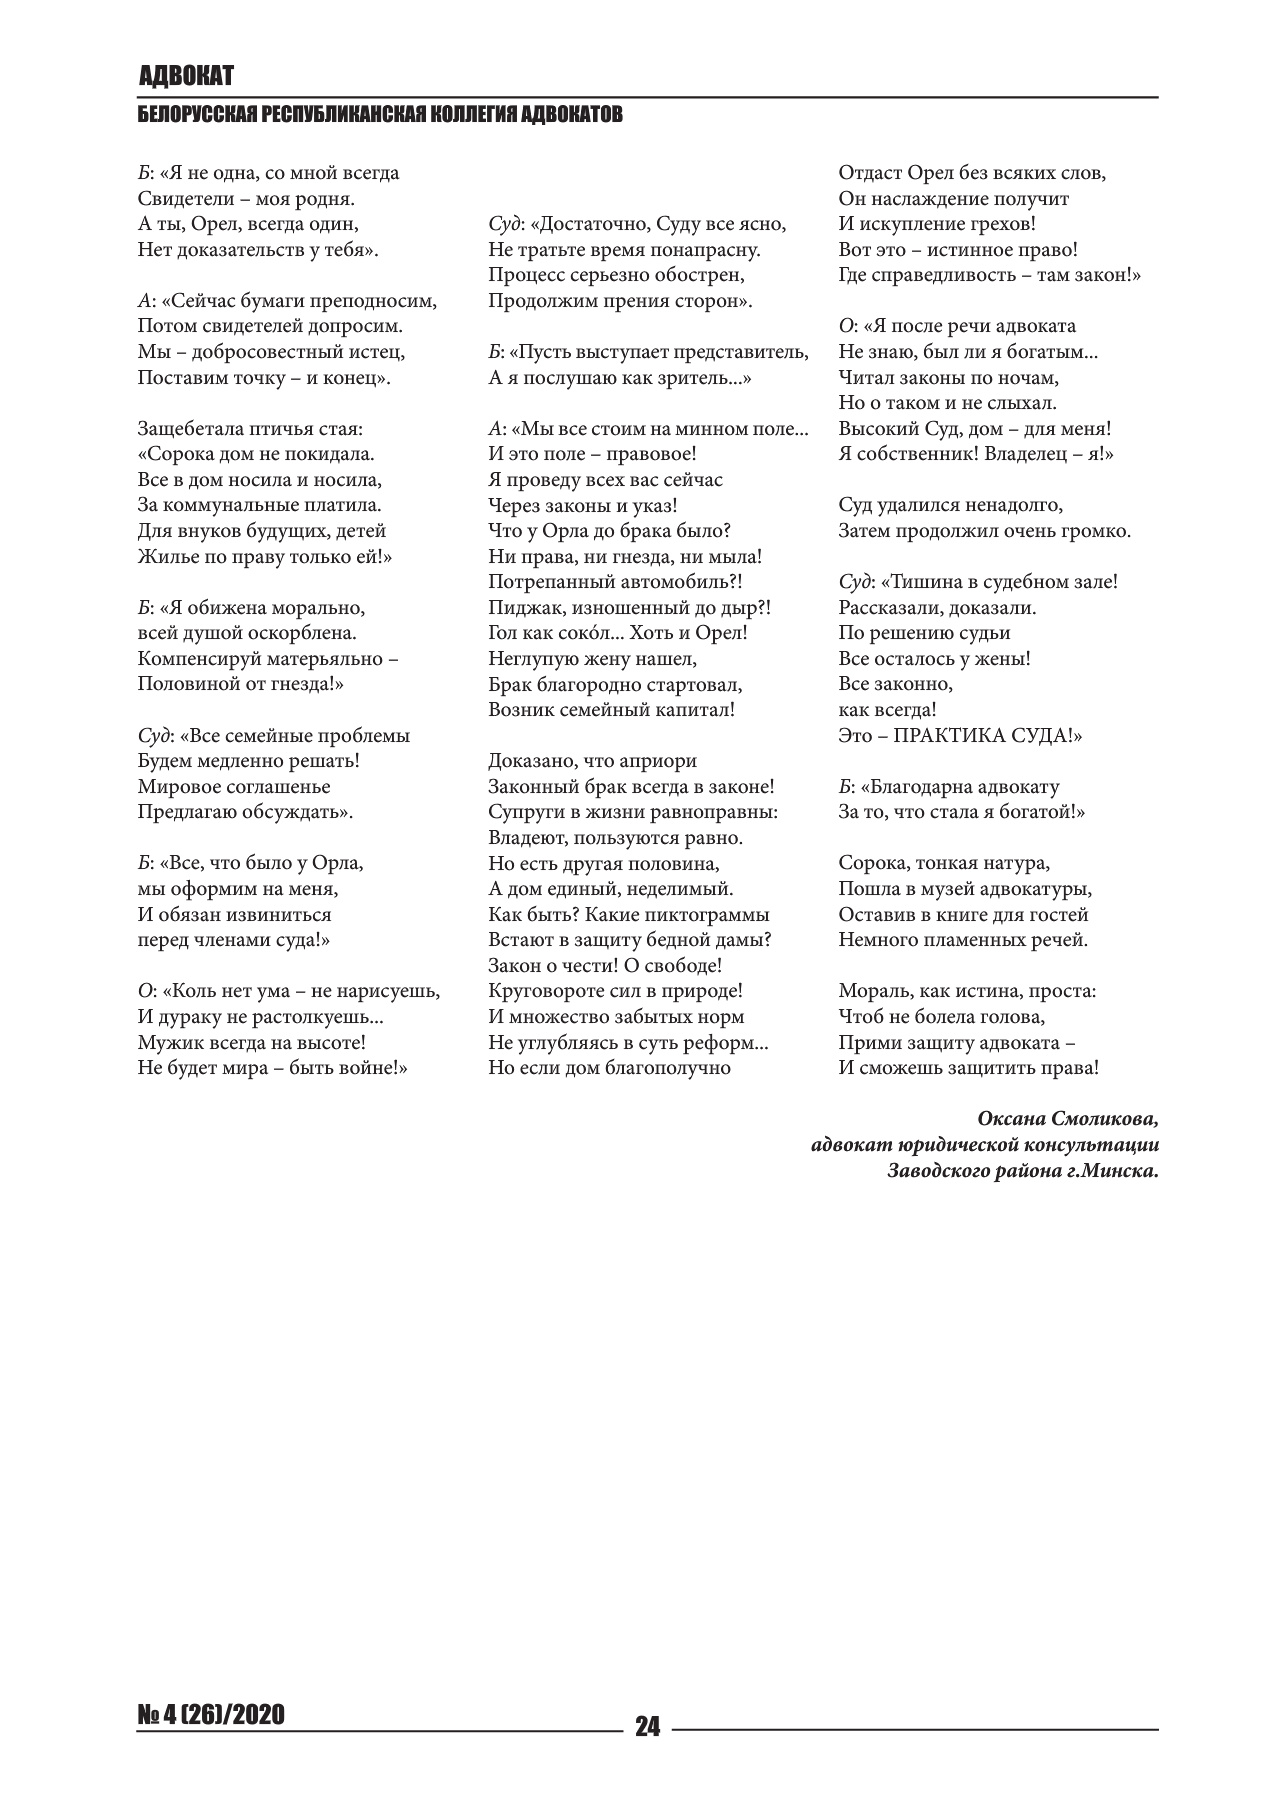 АДВОКАТ
БЕЛОРУССКАЯ РЕСПУБЛИКАНСКАЯ КОЛЛЕГИЯ АДВОКАТОВ
Б: «Я не одна, со мной всегда
Свидетели – моя родня.
А ты, Орел, всегда один,
Нет доказательств у тебя».
А: «Сейчас бумаги преподносим,
Потом свидетелей допросим.
Мы – добросовестный истец,
Поставим точку – и конец».
Защебетала птичья стая:
«Сорока дом не покидала.
Все в дом носила и носила,
За коммунальные платила.
Для внуков будущих, детей
Жилье по праву только ей!»
Б: «Я обижена морально,
всей душой оскорблена.
Компенсируй матерьяльно –
Половиной от гнезда!»
Суд: «Все семейные проблемы
Будем медленно решать!
Мировое соглашенье
Предлагаю обсуждать».
Б: «Все, что было у Орла,
мы оформим на меня,
И обязан извиниться
перед членами суда!»
О: «Коль нет ума – не нарисуешь,
И дураку не растолкуешь...
Мужик всегда на высоте!
Не будет мира – быть войне!»
Суд: «Достаточно, Суду все ясно,
Не тратьте время понапрасну.
Процесс серьезно обострен,
Продолжим прения сторон».
Б: «Пусть выступает представитель,
А я послушаю как зритель...»
А: «Мы все стоим на минном поле...
И это поле – правовое!
Я проведу всех вас сейчас
Через законы и указ!
Что у Орла до брака было?
Ни права, ни гнезда, ни мыла!
Потрепанный автомобиль?!
Пиджак, изношенный до дыр?!
Гол как соко́л... Хоть и Орел!
Неглупую жену нашел,
Брак благородно стартовал,
Возник семейный капитал!
Доказано, что априори
Законный брак всегда в законе!
Супруги в жизни равноправны:
Владеют, пользуются равно.
Но есть другая половина,
А дом единый, неделимый.
Как быть? Какие пиктограммы
Встают в защиту бедной дамы?
Закон о чести! О свободе!
Круговороте сил в природе!
И множество забытых норм
Не углубляясь в суть реформ...
Но если дом благополучно
Отдаст Орел без всяких слов,
Он наслаждение получит
И искупление грехов!
Вот это – истинное право!
Где справедливость – там закон!»
О: «Я после речи адвоката
Не знаю, был ли я богатым...
Читал законы по ночам,
Но о таком и не слыхал.
Высокий Суд, дом – для меня!
Я собственник! Владелец – я!»
Суд удалился ненадолго,
Затем продолжил очень громко.
Суд: «Тишина в судебном зале!
Рассказали, доказали.
По решению судьи
Все осталось у жены!
Все законно,
как всегда!
Это – ПРАКТИКА СУДА!»
Б: «Благодарна адвокату
За то, что стала я богатой!»
Сорока, тонкая натура,
Пошла в музей адвокатуры,
Оставив в книге для гостей
Немного пламенных речей.
Мораль, как истина, проста:
Чтоб не болела голова,
Прими защиту адвоката –
И сможешь защитить права!
Оксана Смоликова,
адвокат юридической консультации
Заводского района г.Минска.
№ 4 (26)/2020
24